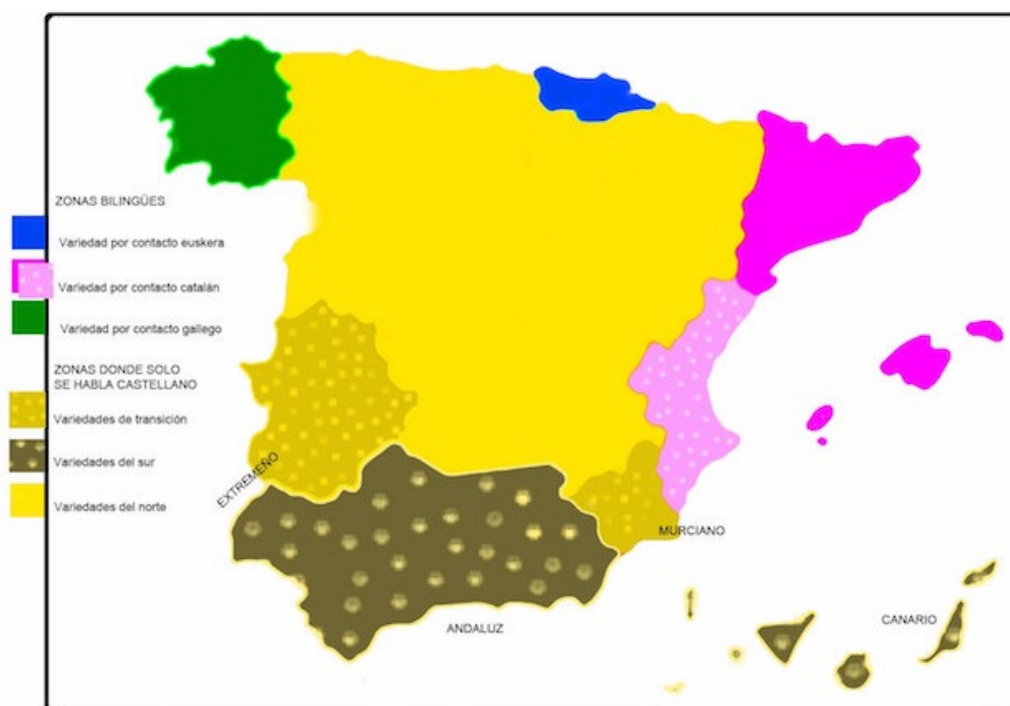 ZONAS BILINGÜES
Variedad por contacto euskera
Variedad por contacto catalán
Variedad por contacto gallego
ZONAS DONDE SOLO
SE HABLA CASTELLANO
Variedades de transición
Variedades del sur
Variedades del norte
EXTREMEÑO
MURCIANO
ANDALUZ
CANARIO